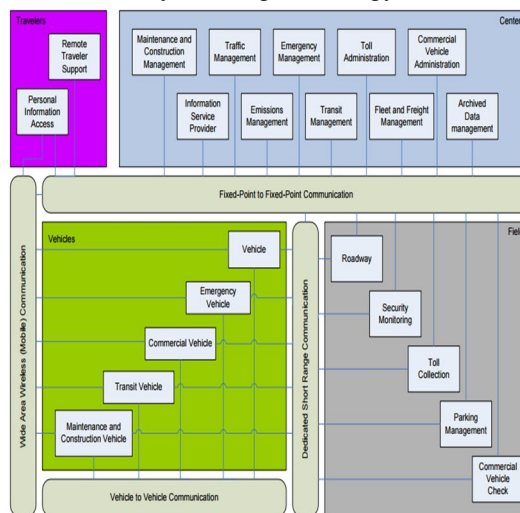 Travelers
Remote
Traveler
Support
Personal
Information
Access
Center
Maintenance and
Construction
Management
Traffic
Management
Emergency
Management
Toll
Administration
Commercial
Vehicle
Administration
Information
Service
Provider
Emissions
Management
Transit
Management
Fleet and Freight
Management
Archived
Data
management
Fixed-Point to Fixed-Point Communication
Wide Area Wireless (Mobile) Communication
Vehicles
Vehicle
Emergency
Vehicle
Commercial Vehicle
Transit Vehicle
Maintenance and
Construction Vehicle
Vehicle to Vehicle Communication
Dedicated Short Range Communication
Field
Roadway
Security
Monitoring
Toll
Collection
Parking
Management
Commercial
Vehicle
Check